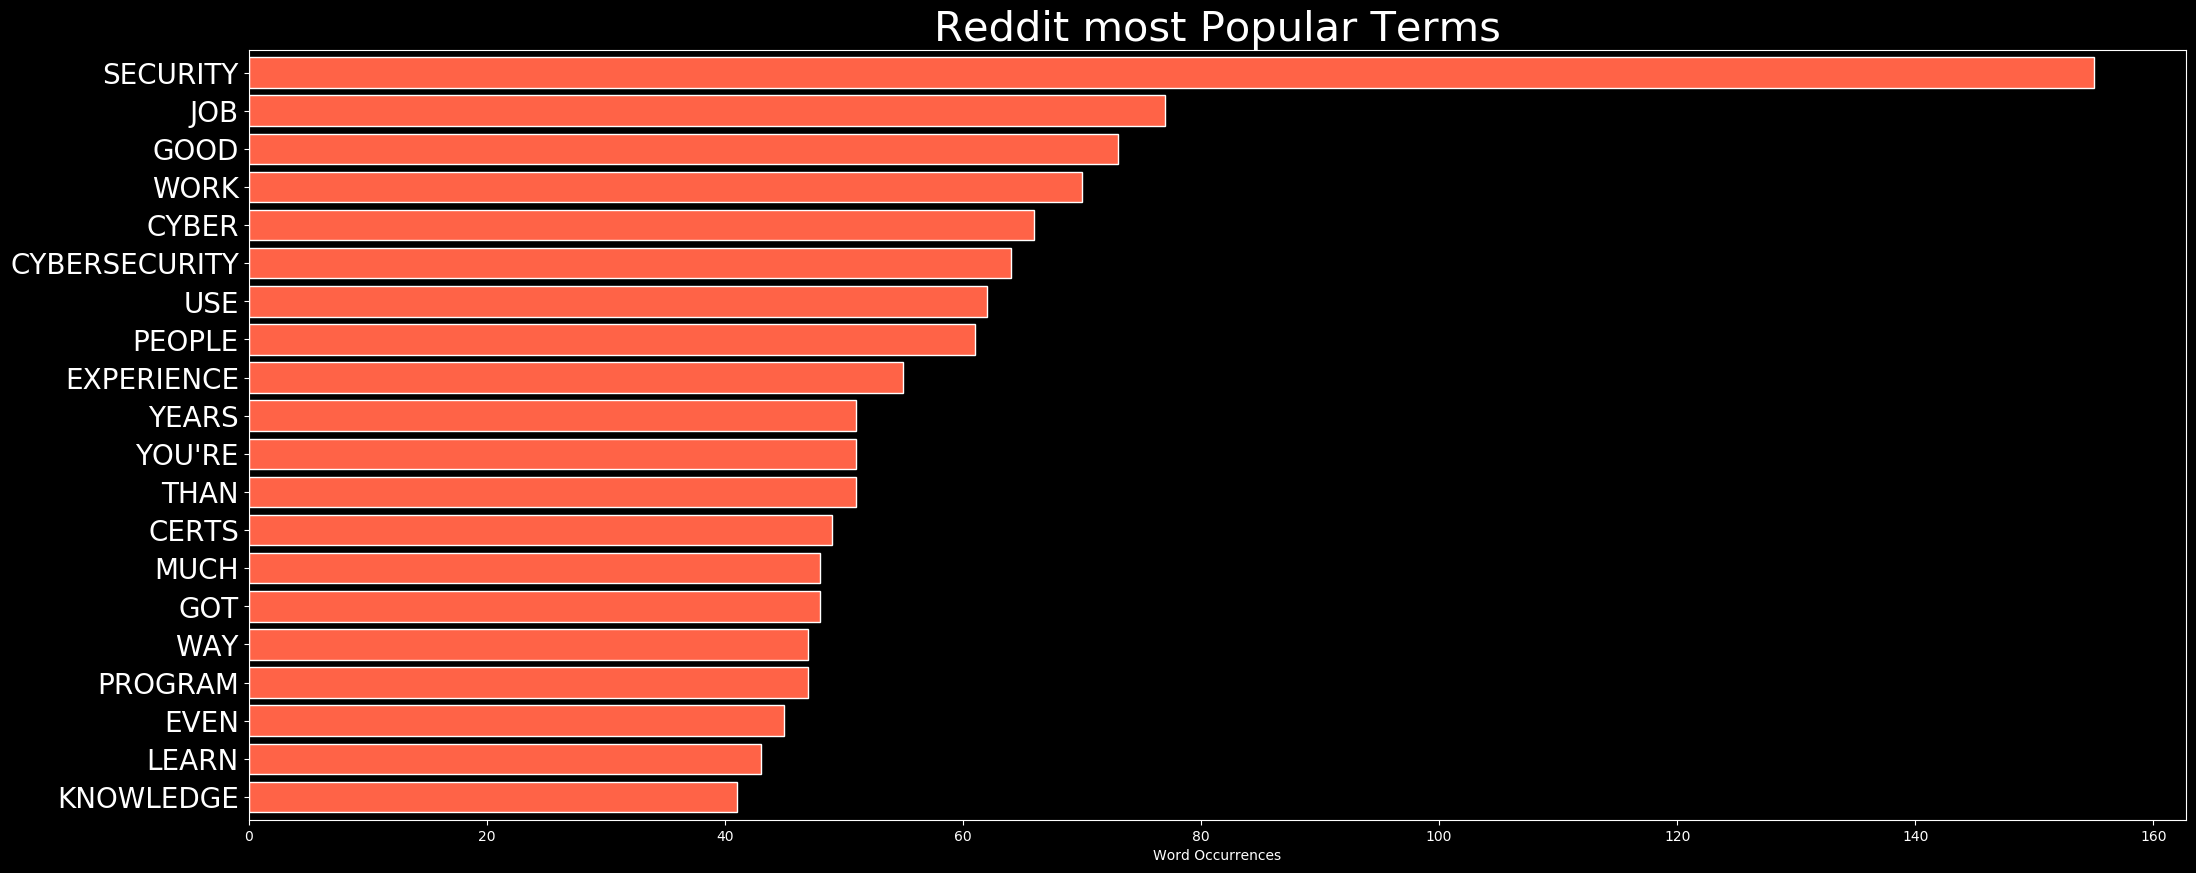 Reddit most Popular Terms
SECURITY
JOB
GOOD
WORK
CYBER
CYBERSECURITY
USE
PEOPLE
EXPERIENCE
YEARS
YOU'RE
THAN
CERTS
MUCH
GOT
WAY
PROGRAM
EVEN
LEARN
KNOWLEDGE
0 20 40 60 80 100 120 140 160
Word Occurrences